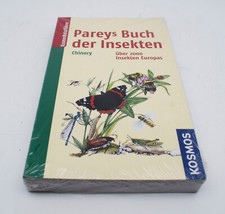 Pareys Buch
der Insekten
Chinery
über 2000
Insekten Europas
KOSMOS